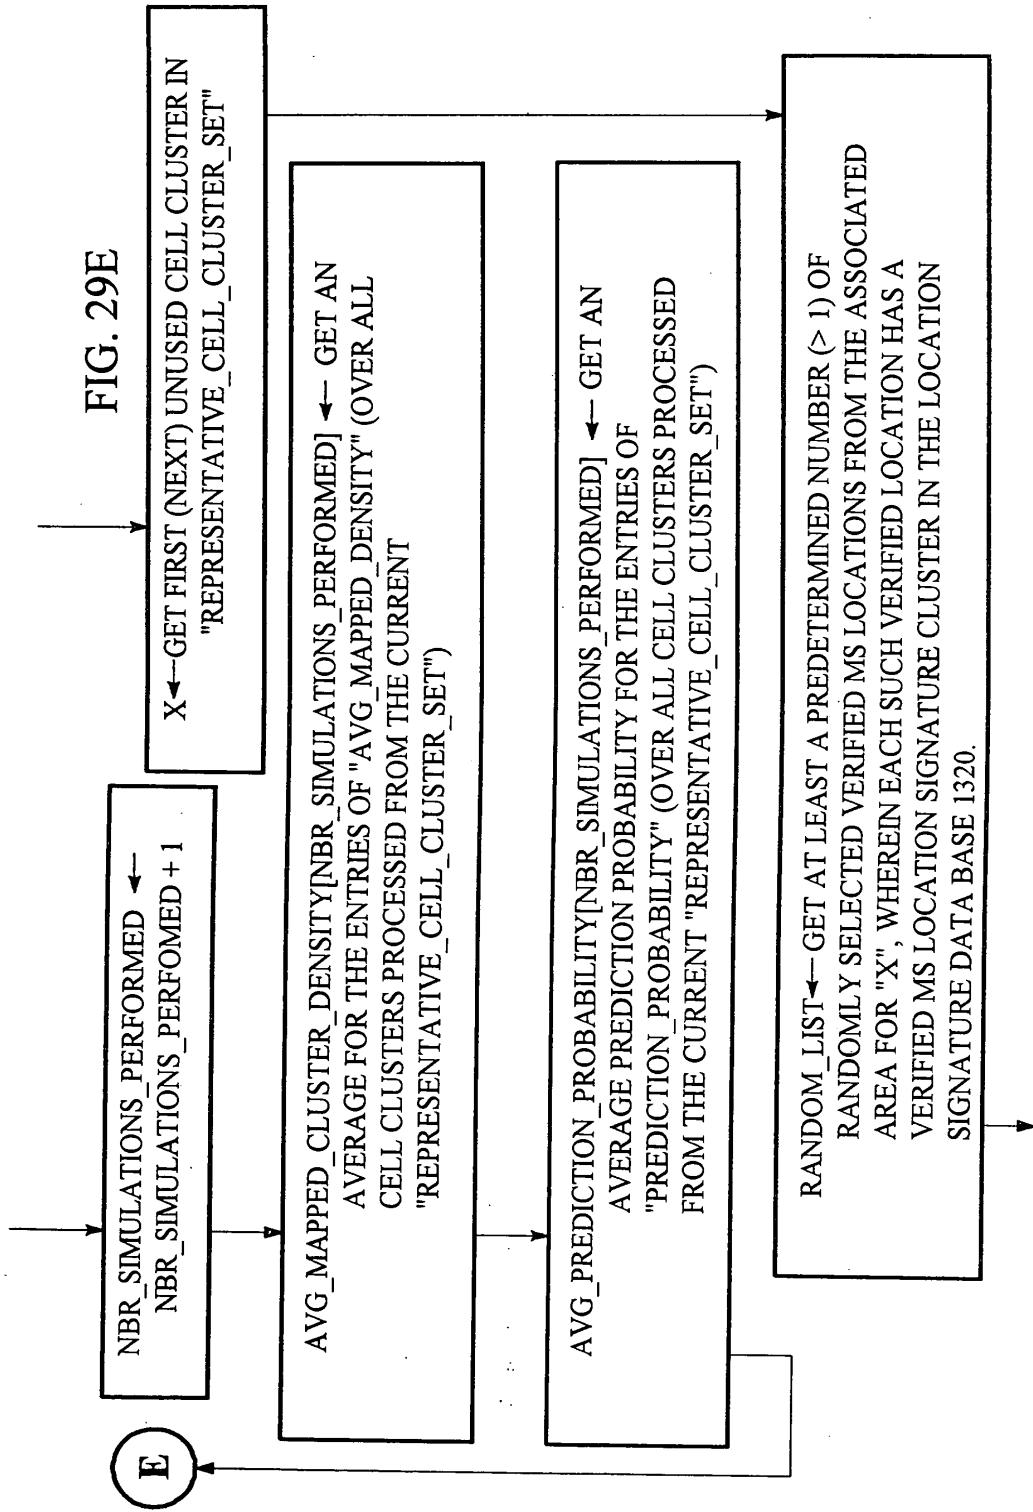 FIG. 29E
NBR_SIMULATIONS_PERFORMED ←
NBR_SIMULATIONS_PERFOMED + 1
X ← GET FIRST (NEXT) UNUSED CELL CLUSTER IN
"REPRESENTATIVE_CELL_CLUSTER_SET"
AVG_MAPPED_CLUSTER_DENSITY[NBR_SIMULATIONS_PERFORMED] ← GET AN
AVERAGE FOR THE ENTRIES OF "AVG_MAPPED_DENSITY" (OVER ALL
CELL CLUSTERS PROCESSED FROM THE CURRENT
"REPRESENTATIVE_CELL_CLUSTER_SET")
AVG_PREDICTION_PROBABILITY[NBR_SIMULATIONS_PERFORMED] ← GET AN
AVERAGE PREDICTION PROBABILITY FOR THE ENTRIES OF
"PREDICTION_PROBABILITY" (OVER ALL CELL CLUSTERS PROCESSED
FROM THE CURRENT "REPRESENTATIVE_CELL_CLUSTER_SET")
E
RANDOM_LIST ← GET AT LEAST A PREDETERMINED NUMBER (> 1) OF
RANDOMLY SELECTED VERIFIED MS LOCATIONS FROM THE ASSOCIATED
AREA FOR "X", WHEREIN EACH SUCH VERIFIED LOCATION HAS A
VERIFIED MS LOCATION SIGNATURE CLUSTER IN THE LOCATION
SIGNATURE DATA BASE 1320.